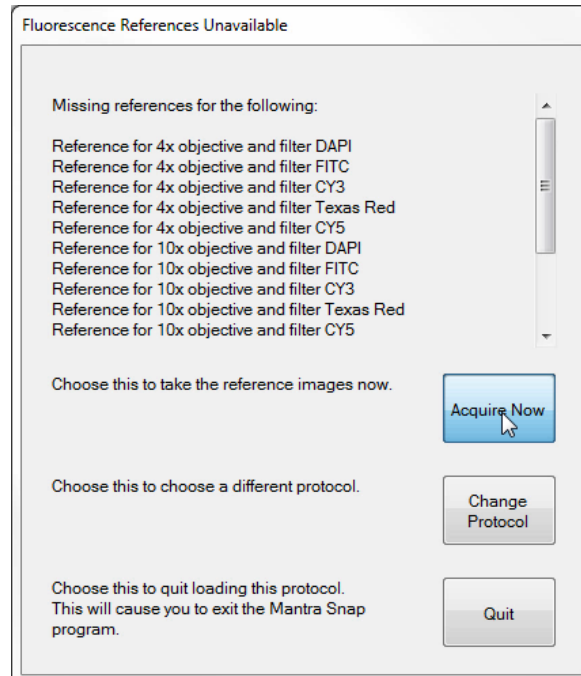 Fluorescence References Unavailable
Missing references for the following:
Reference for 4x objective and filter DAPI
Reference for 4x objective and filter FITC
Reference for 4x objective and filter CY3
Reference for 4x objective and filter Texas Red
Reference for 4x objective and filter CY5
Reference for 10x objective and filter DAPI
Reference for 10x objective and filter FITC
Reference for 10x objective and filter CY3
Reference for 10x objective and filter Texas Red
Reference for 10x objective and filter CY5
Choose this to take the reference images now.
Acquire Now
Choose this to choose a different protocol.
Change
Protocol
Choose this to quit loading this protocol.
This will cause you to exit the Mantra Snap
program.
Quit